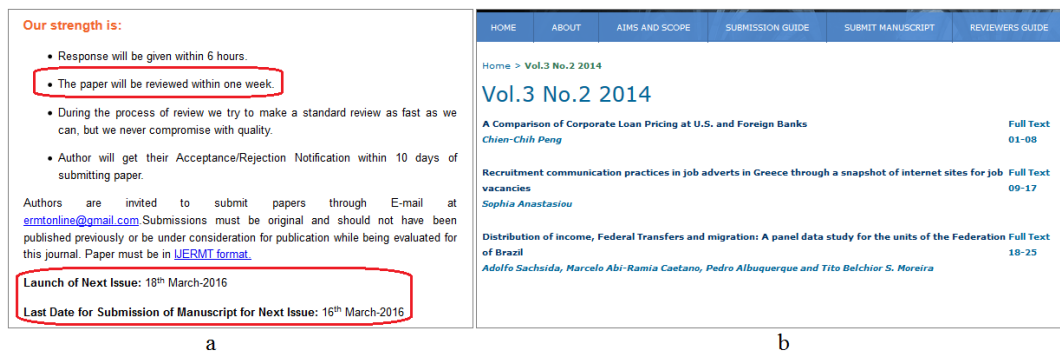 Our strength is:
• Response will be given within 6 hours.
• The paper will be reviewed within one week.
• During the process of review we try to make a standard review as fast as we
can, but we never compromise with quality.
• Author will get their Acceptance/Rejection Notification within 10 days of
submitting paper.
Authors are invited to submit papers through E-mail at
ermtonline@gmail.com.Submissions must be original and should not have been
published previously or be under consideration for publication while being evaluated for
this journal. Paper must be in IJERMT format.
Launch of Next Issue: 18th March-2016
Last Date for Submission of Manuscript for Next Issue: 16th March-2016
a
HOME ABOUT AIMS AND SCOPE SUBMISSION GUIDE SUBMIT MANUSCRIPT REVIEWERS GUIDE
Home > Vol.3 No.2 2014
Vol.3 No.2 2014
A Comparison of Corporate Loan Pricing at U.S. and Foreign Banks Full Text
Chien-Chih Peng 01-08
Recruitment communication practices in job adverts in Greece through a snapshot of internet sites for job Full Text
vacancies 09-17
Sophia Anastasiou
Distribution of income, Federal Transfers and migration: A panel data study for the units of the Federation Full Text
of Brazil 18-25
Adolfo Sachsida, Marcelo Abi-Ramia Caetano, Pedro Albuquerque and Tito Belchior S. Moreira
b